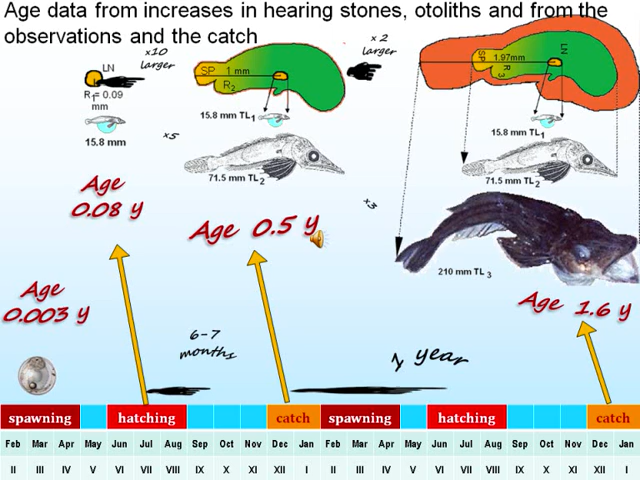 Age data from increases in hearing stones, otoliths and from the
observations and the catch
LN
x10
larger
R1= 0.09
mm
15.8 mm
x5
SP
1 mm
R2
15.8 mm TL1
71.5 mm TL2
x 2
larger
SP
1.97mm
R 3
LN
15.8 mm TL1
71.5 mm TL2
x3
210 mm TL 3
Age
0.08 y
Age 0.5 y
Age 1.6 y
Age
0.003 y
6-7
months
1 year
spawning hatching catch spawning hatching catch
Feb Mar Apr May Jun Jul Aug Sep Oct Nov Dec Jan Feb Mar Apr May Jun Jul Aug Sep Oct Nov Dec Jan
II III IV V VI VII VIII IX X XI XII I II III IV V VI VII VIII IX X XI XII I